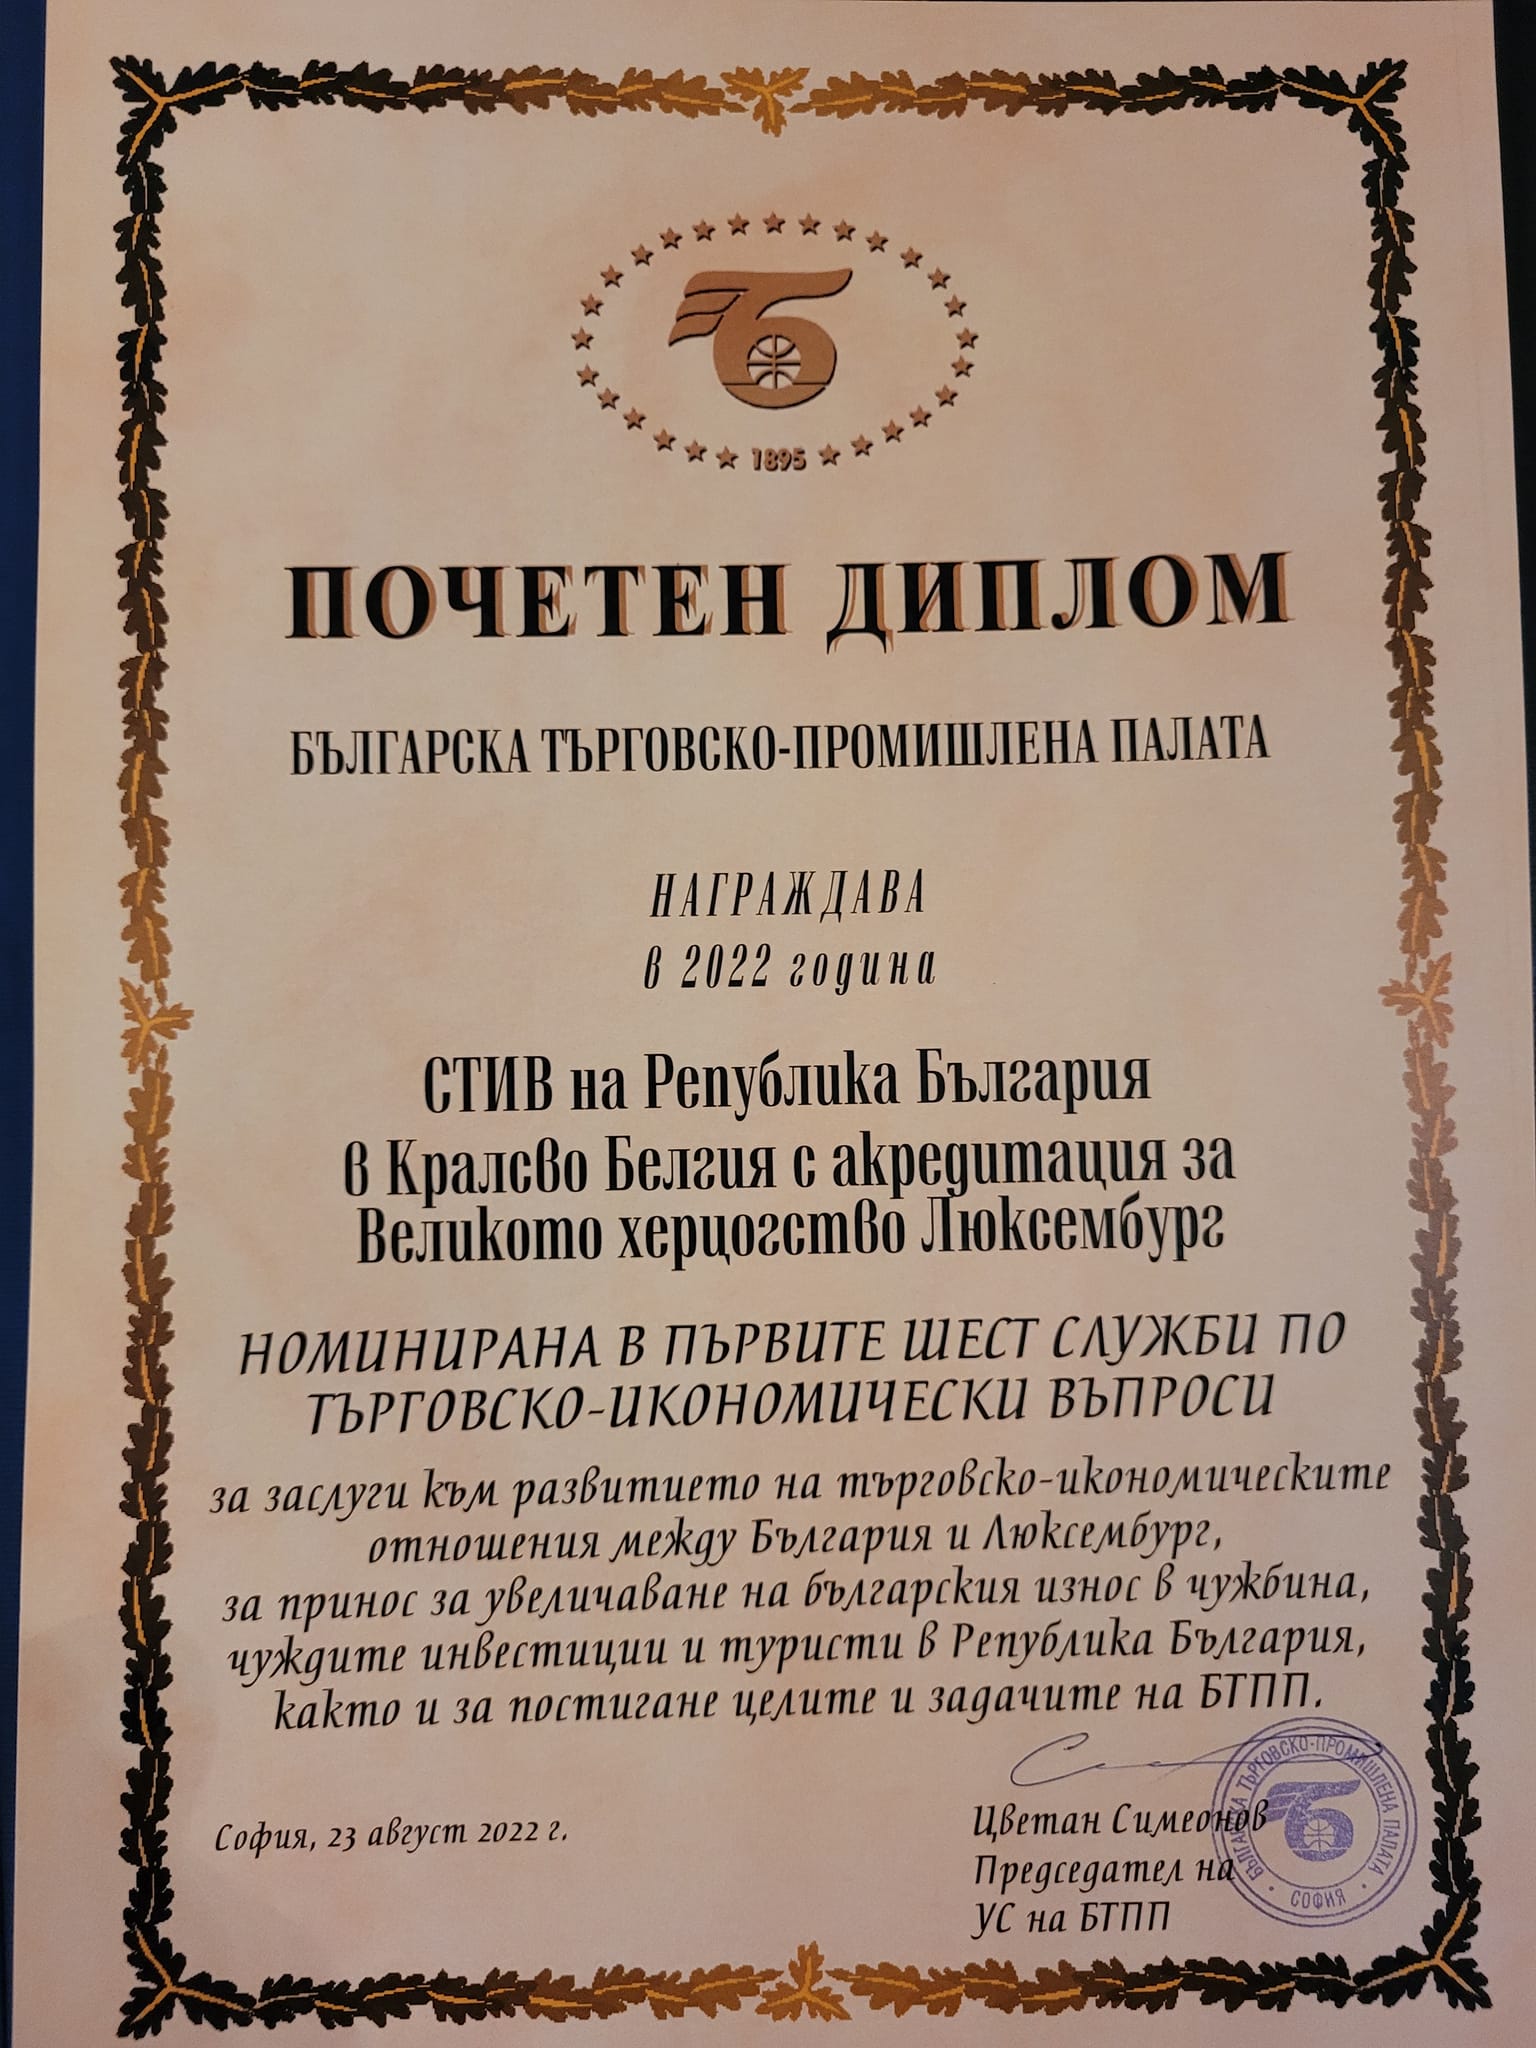 1895
ПОЧЕТЕН ДИПЛОМ
БЪЛГАРСКА ТЪРГОВСКО-ПРОМИШЛЕНА ПАЛАТА
НАГРАЖДАВА
в 2022 година
СТИВ на Република България
в Кралсво Белгия с акредитация за
Великото херцогство Люксембург
НОМИНИРАНА В ПЪРВИТЕ ШЕСТ СЛУЖБИ ПО
ТЪРГОВСКО-ИКОНОМИЧЕСКИ ВЪПРОСИ
за заслуги към развитието на търговско-икономическите
отношения между България и Люксембург,
за принос за увеличаване на българския износ в чужбина,
чуждите инвестиции и туристи в Република България,
както и за постигане целите и задачите на БТПП.
София, 23 август 2022 г.
Цветан Симеонов
Председател на
УС на БТПП
БЪЛГАРСКА ТЪРГОВСКО-ПРОМИШЛЕНА ПАЛАТА
СОФИЯ